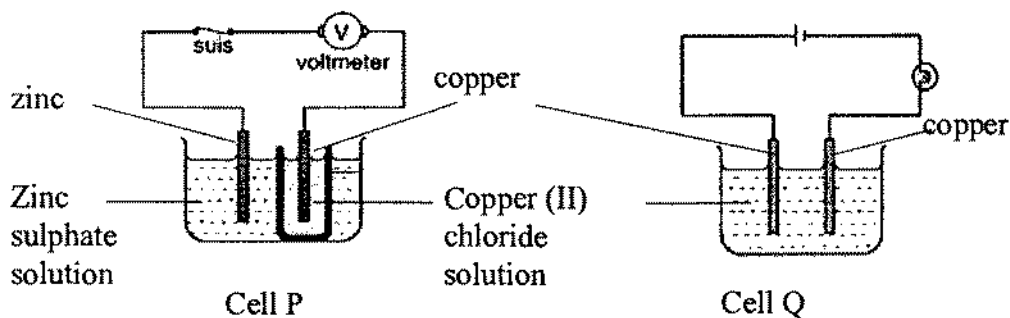 suis
V
voltmeter
zinc
copper
copper
Zinc
sulphate
solution
Copper (II)
chloride
solution
Cell P
Cell Q